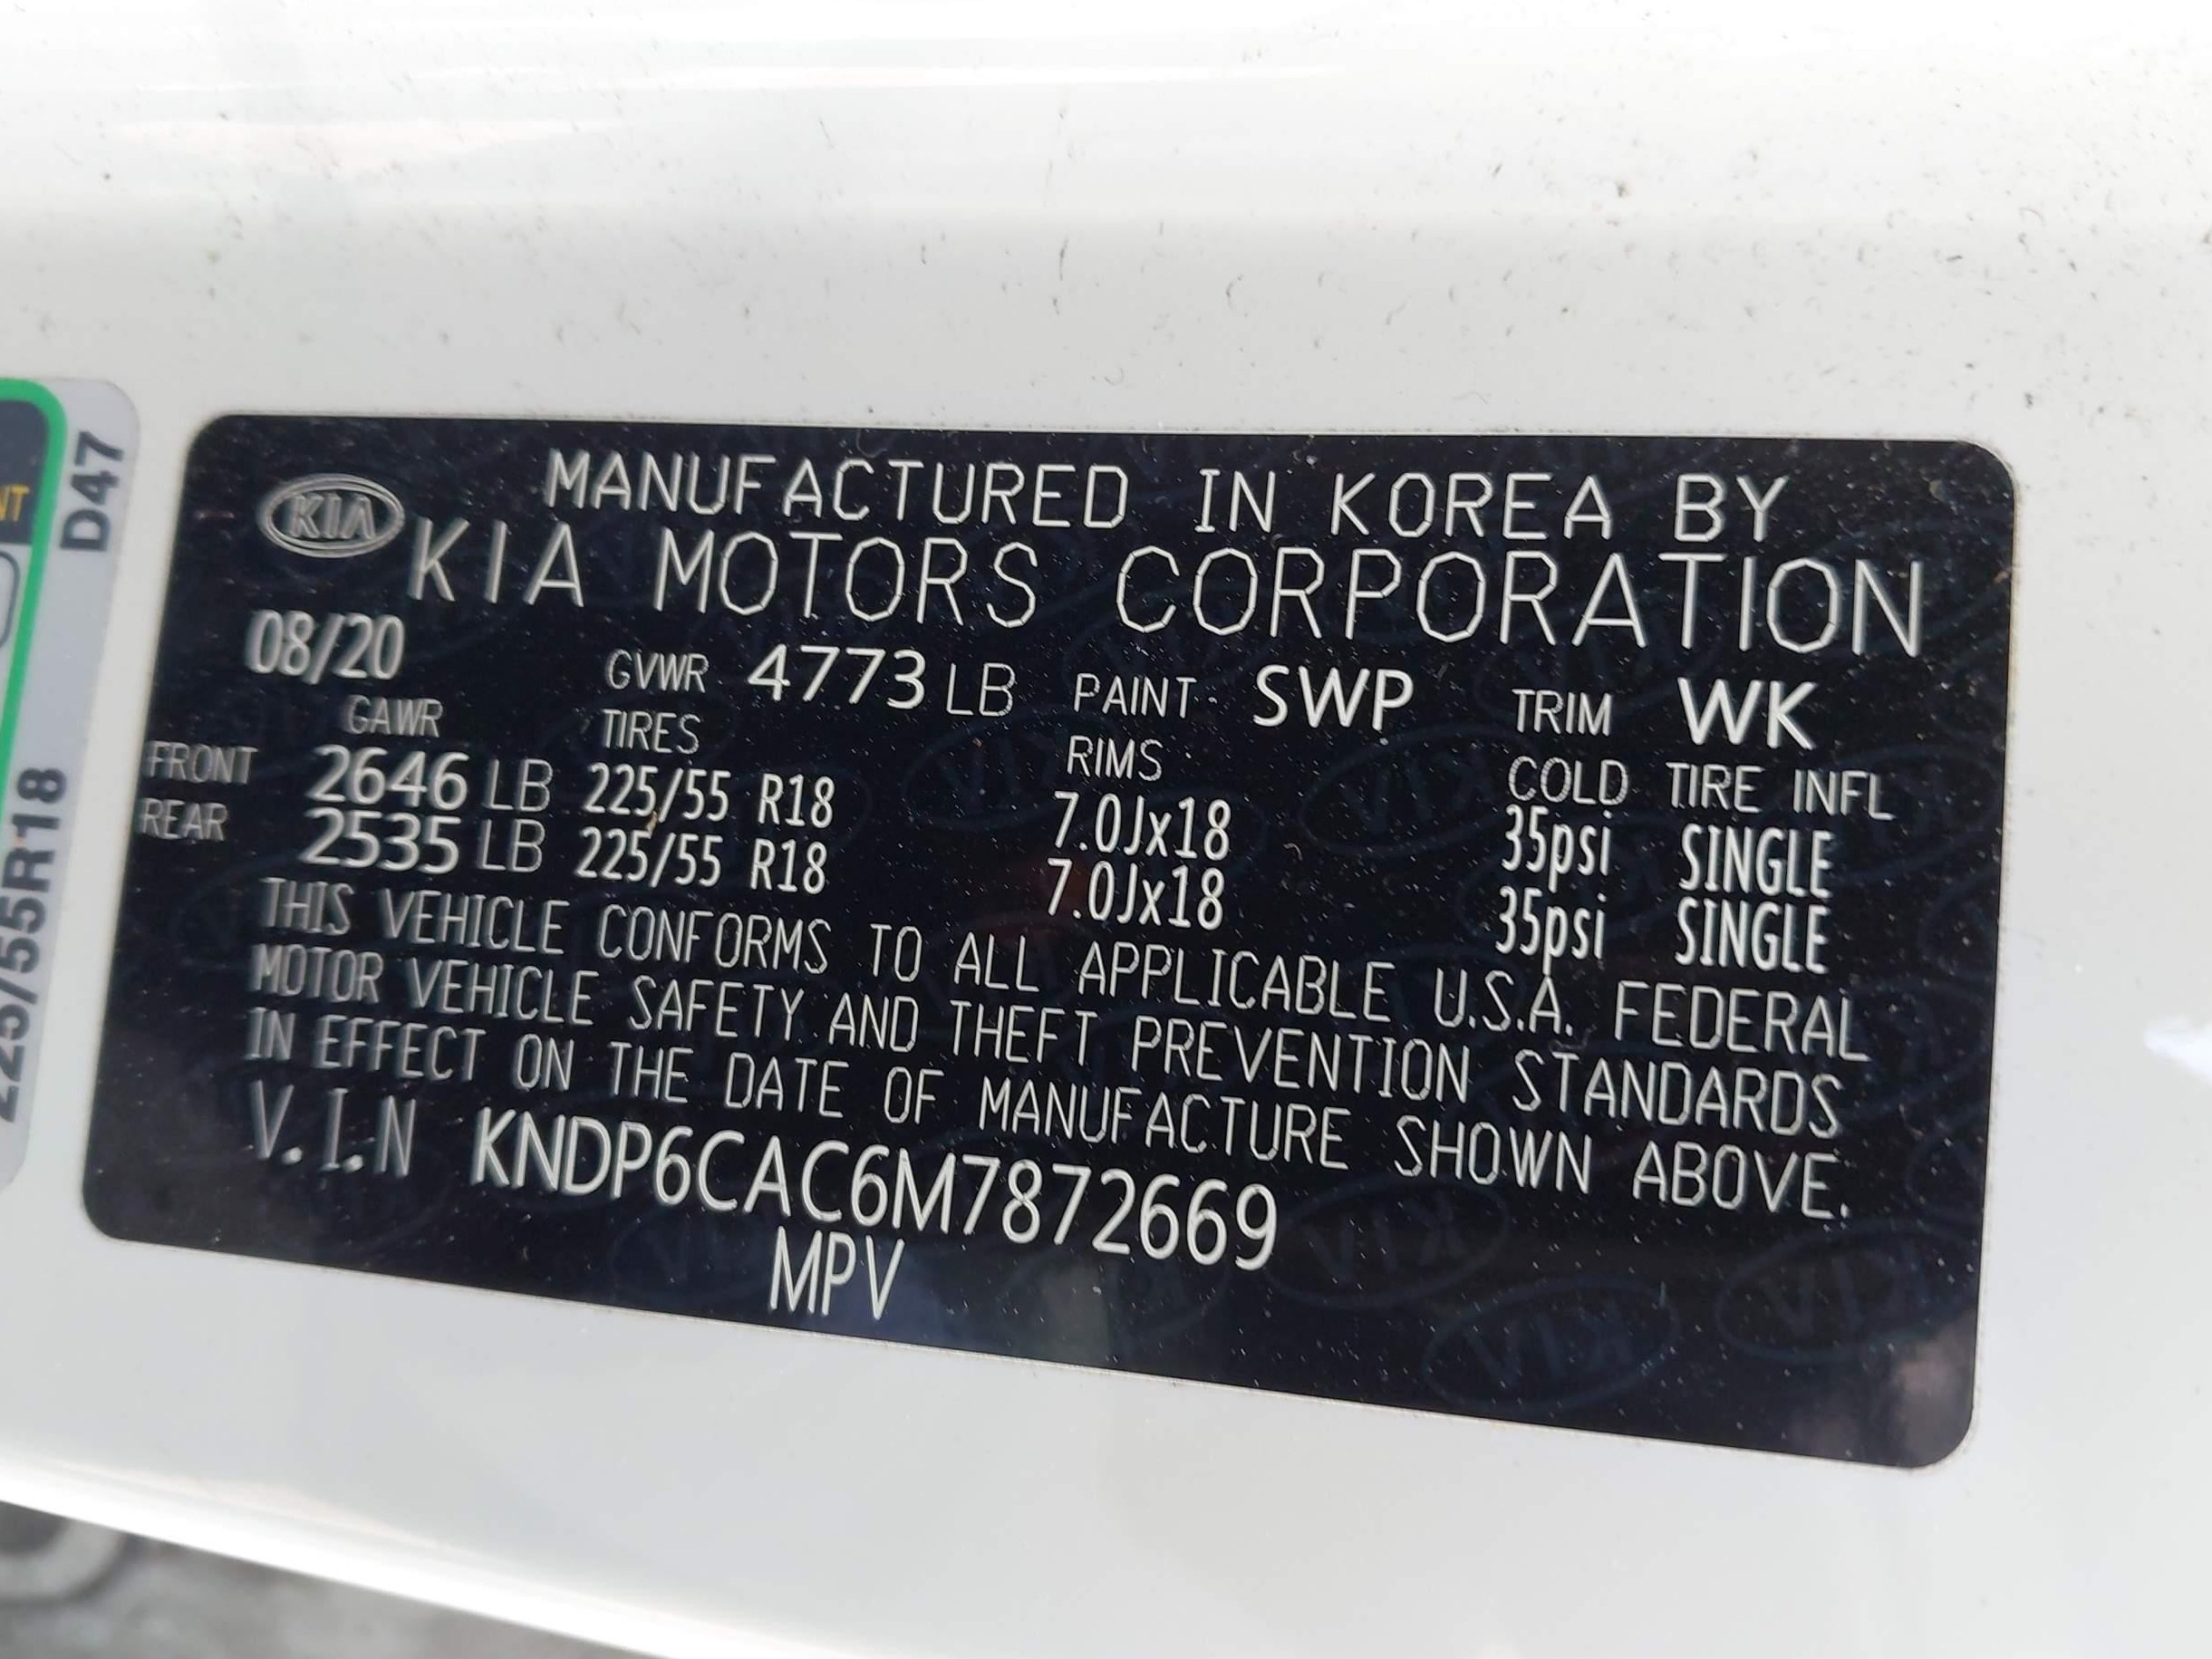 MANUFACTURED IN KOREA BY
KIA KIA MOTORS CORPORATION
08/20 GVWR 4773 LB PAINT SWP TRIM WK
GAWR TIRES RIMS COLD TIRE INFL
FRONT 2646 LB 225/55 R18 7.0Jx18 35psi SINGLE
REAR 2535 LB 225/55 R18 7.0Jx18 35psi SINGLE
THIS VEHICLE CONFORMS TO ALL APPLICABLE U.S.A. FEDERAL
MOTOR VEHICLE SAFETY AND THEFT PREVENTION STANDARDS
IN EFFECT ON THE DATE OF MANUFACTURE SHOWN ABOVE.
V.I.N KNDP6CAC6M7872669
MPV
225/55R18 D47